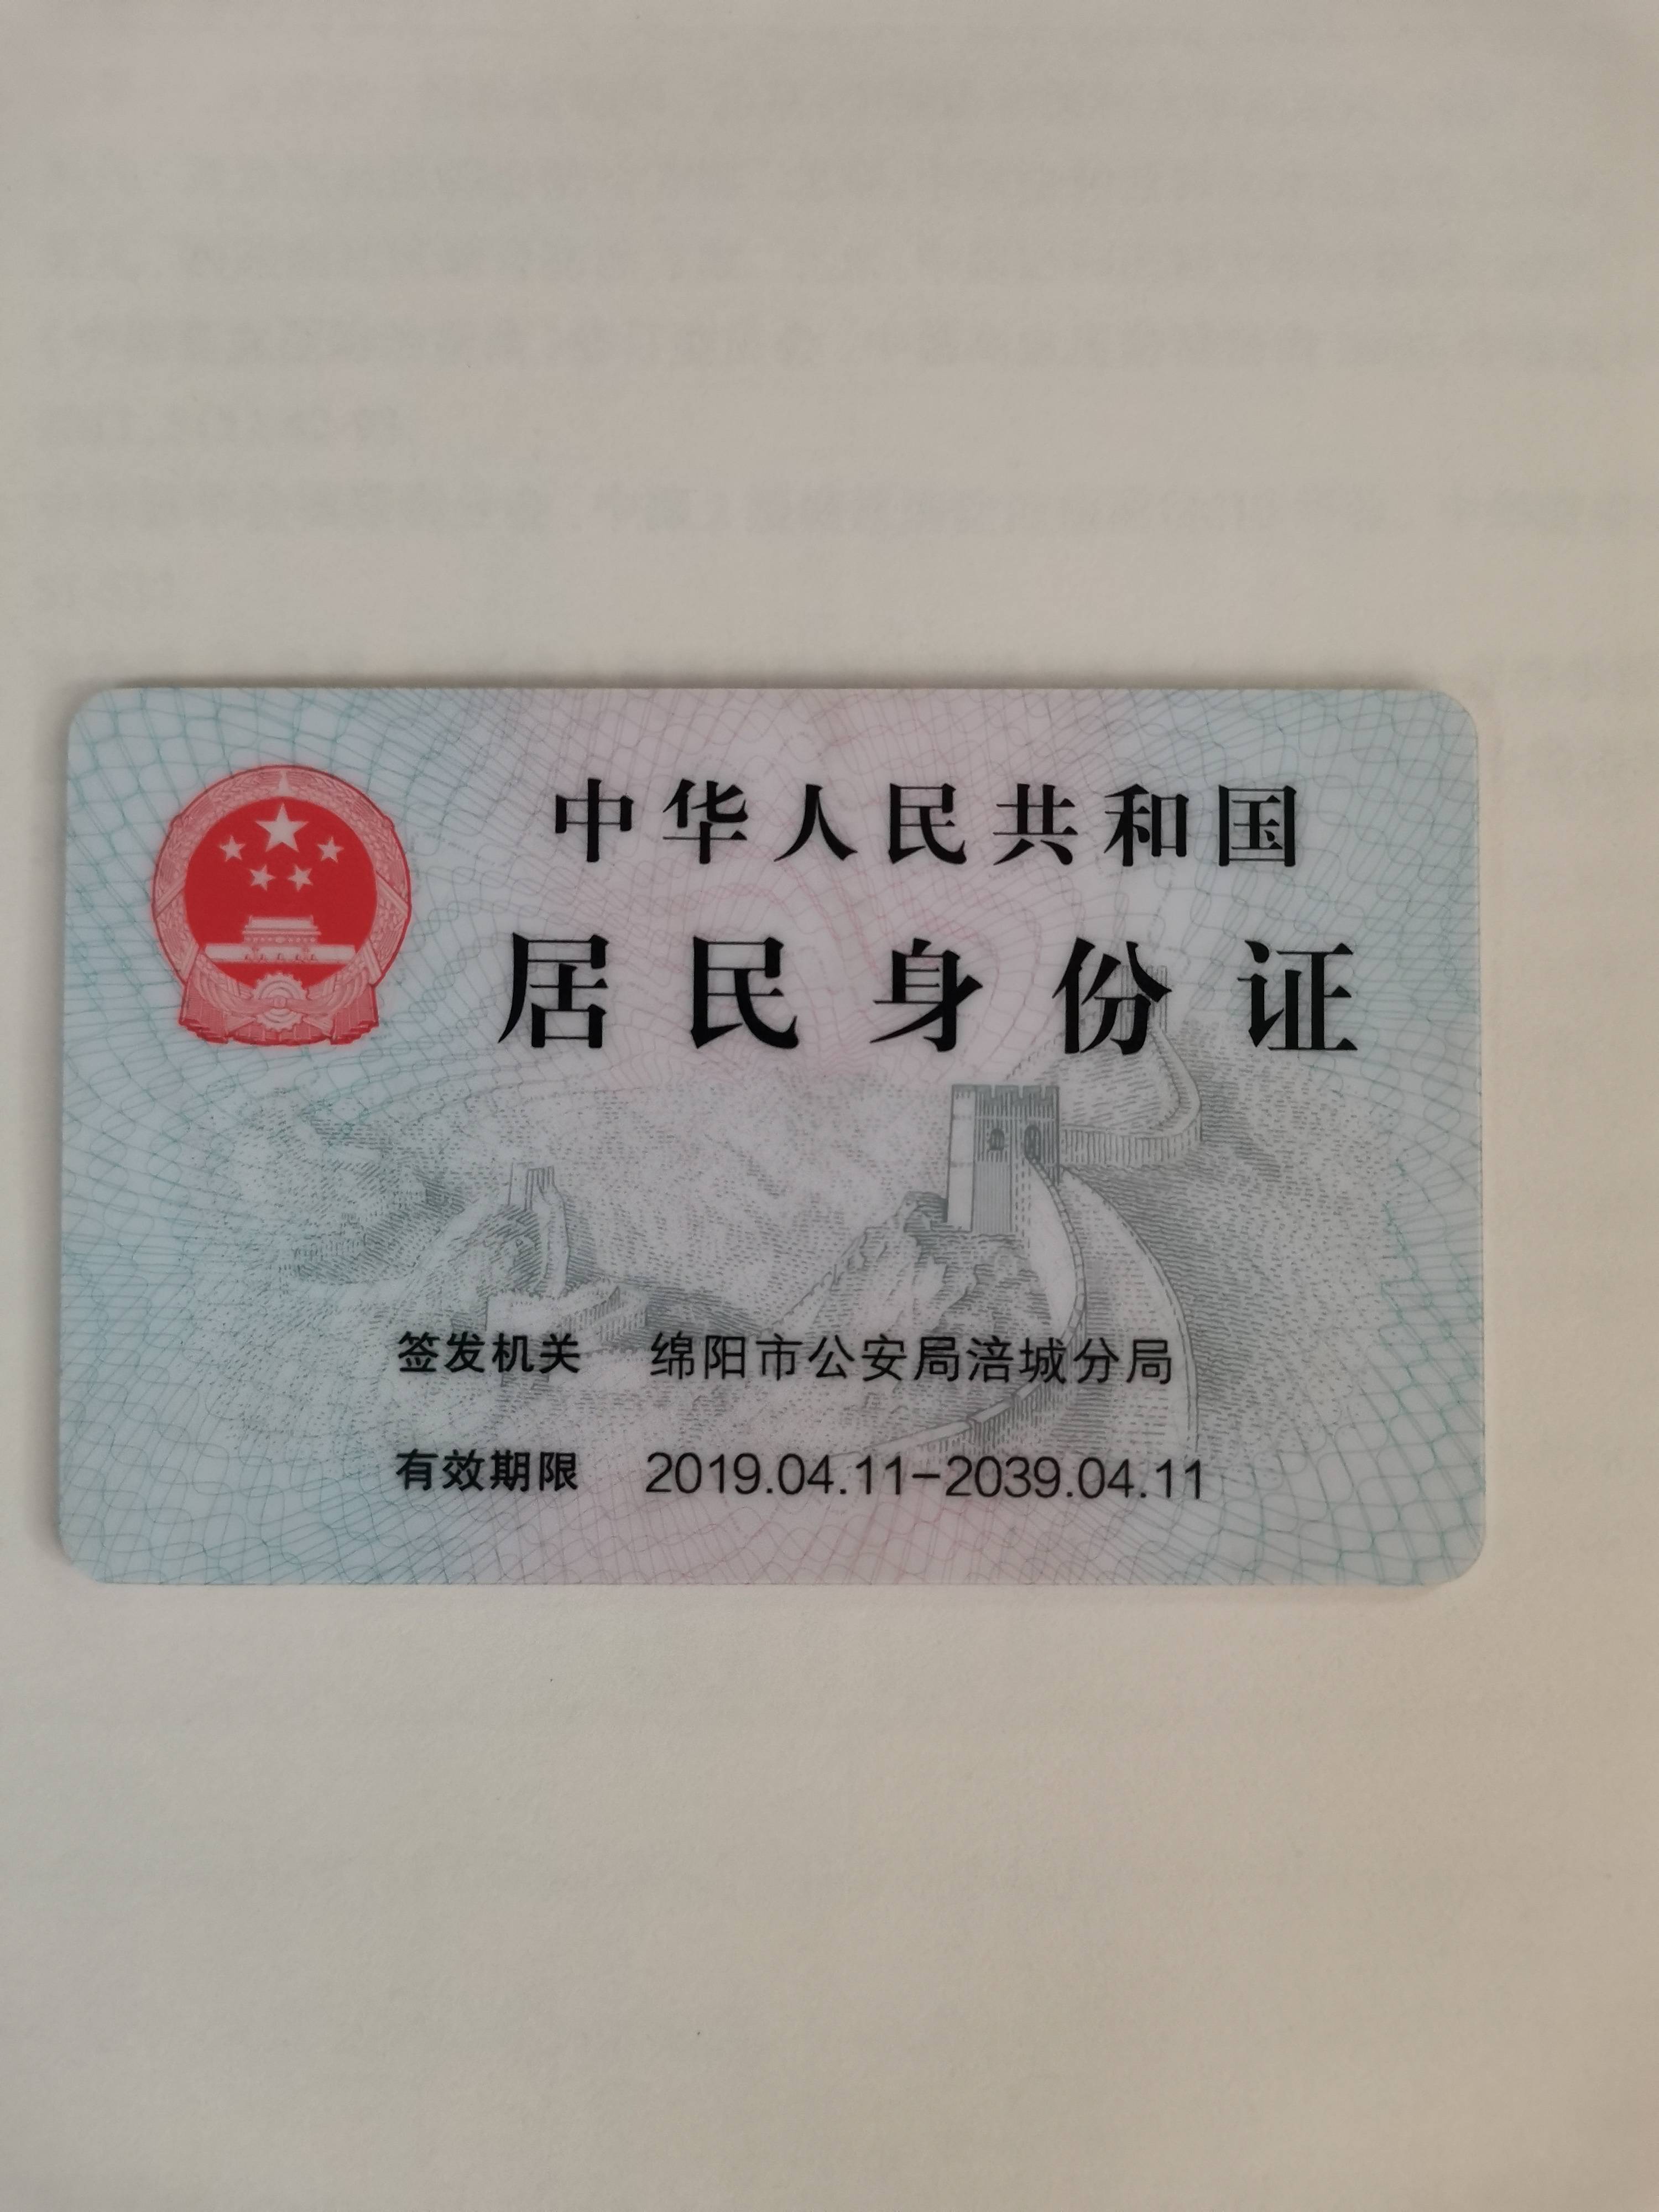 中华人民共和国
居民身份证
签发机关 绵阳市公安局涪城分局
有效期限 2019.04.11-2039.04.11